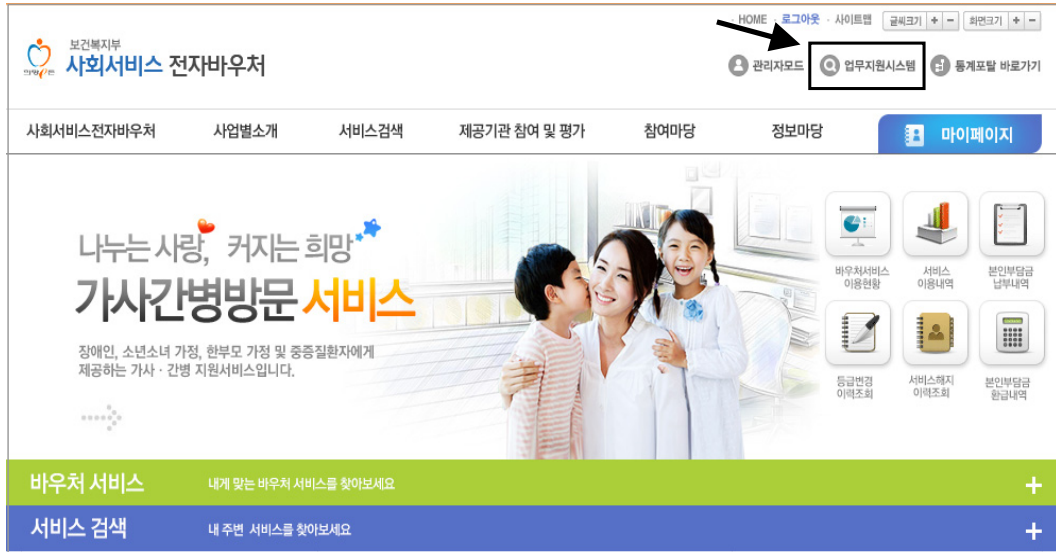 HOME · 로그아웃 · 사이트맵 글씨크기 + - 화면크기 + -
보건복지부
사회서비스 전자바우처
관리자모드 업무지원시스템 통계포탈 바로가기
사회서비스전자바우처 사업별소개 서비스검색 제공기관 참여 및 평가 참여마당 정보마당 마이페이지
나누는 사랑, 커지는 희망
가사간병방문 서비스
장애인, 소년소녀 가정, 한부모 가정 및 중증질환자에게
제공하는 가사 · 간병 지원서비스입니다.
바우처서비스
이용현황
서비스
이용내역
본인부담금
납부내역
등급변경
이력조회
서비스해지
이력조회
본인부담금
환급내역
바우처 서비스 내게 맞는 바우처 서비스를 찾아보세요 +
서비스 검색 내 주변 서비스를 찾아보세요 +